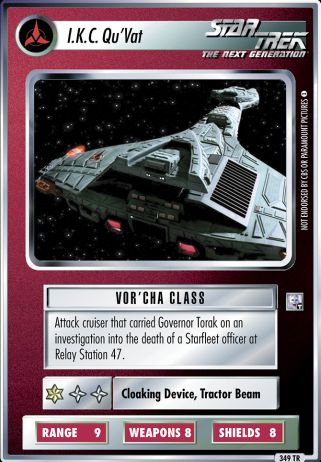 I.K.C. Qu'Vat
STAR TREK
THE NEXT GENERATION
NOT ENDORSED BY CBS OR PARAMOUNT PICTURES
VOR'CHA CLASS
Attack cruiser that carried Governor Torak on an
investigation into the death of a Starfleet officer at
Relay Station 47.
Cloaking Device, Tractor Beam
RANGE 9 WEAPONS 8 SHIELDS 8
349 TR